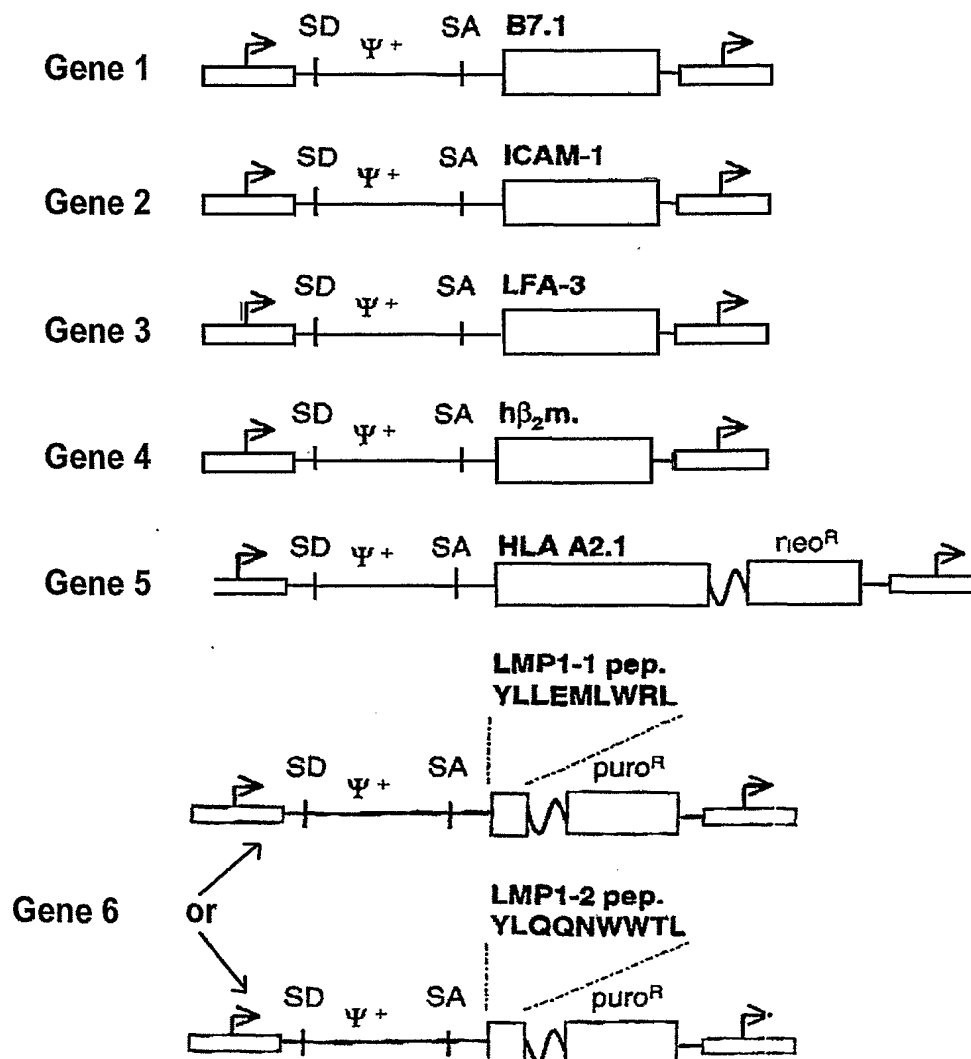 B7.1
SD Ψ+ SA
Gene 1
ICAM-1
SD Ψ+ SA
Gene 2
LFA-3
SD Ψ+ SA
Gene 3
hβ₂m.
SD Ψ+ SA
Gene 4
HLA A2.1 neoᴿ
SD Ψ+ SA
Gene 5
LMP1-1 pep.
YLLEMLWRL
SD Ψ+ SA puroᴿ
Gene 6 or
LMP1-2 pep.
YLQQNWWTL
SD Ψ+ SA puroᴿ